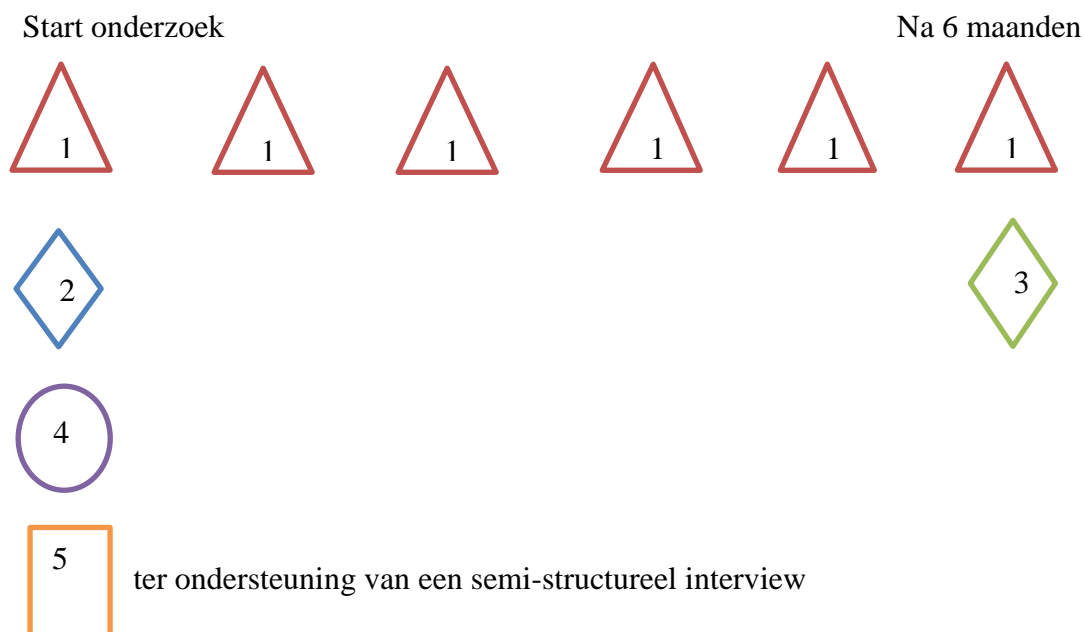 Start onderzoek Na 6 maanden
1 1 1 1 1 1
2 3
4
5
ter ondersteuning van een semi-structureel interview